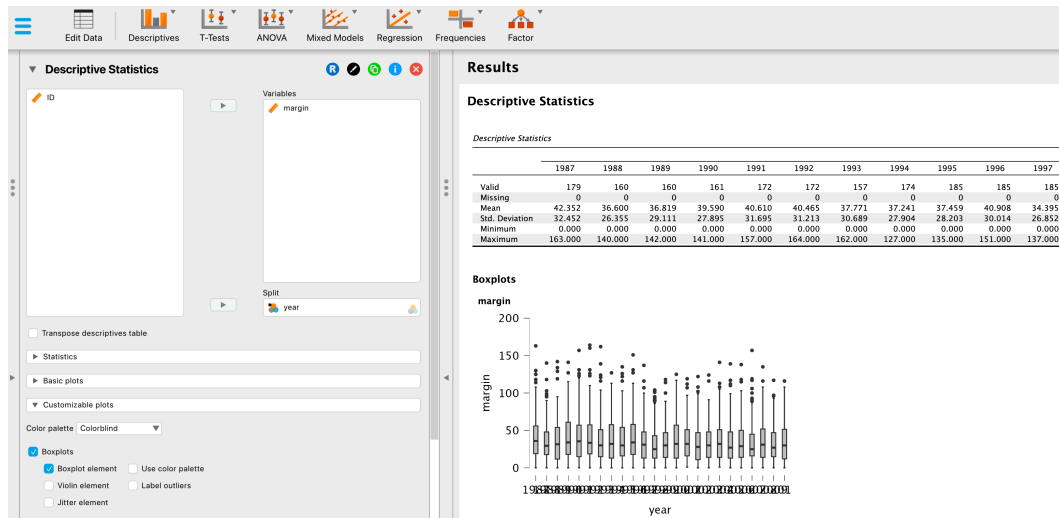 Edit Data
Descriptives
T-Tests
ANOVA
Mixed Models
Regression
Frequencies
Factor
Descriptive Statistics
R
i
ID
Variables
margin
Split
year
Transpose descriptives table
Statistics
Basic plots
Customizable plots
Color palette Colorblind
Boxplots
Boxplot element Use color palette
Violin element Label outliers
Jitter element
Results
Descriptive Statistics
Descriptive Statistics
1987 1988 1989 1990 1991 1992 1993 1994 1995 1996 1997
Valid 179 160 160 161 172 172 157 174 185 185 185
Missing 0 0 0 0 0 0 0 0 0 0 0
Mean 42.352 36.600 36.819 39.590 40.610 40.465 37.771 37.241 37.459 40.908 34.395
Std. Deviation 32.452 26.355 29.111 27.895 31.695 31.213 30.689 27.904 28.203 30.014 26.852
Minimum 0.000 0.000 0.000 0.000 0.000 0.000 0.000 0.000 0.000 0.000 0.000
Maximum 163.000 140.000 142.000 141.000 157.000 164.000 162.000 127.000 135.000 151.000 137.000
Boxplots
margin
200
150
100
50
0
margin
year